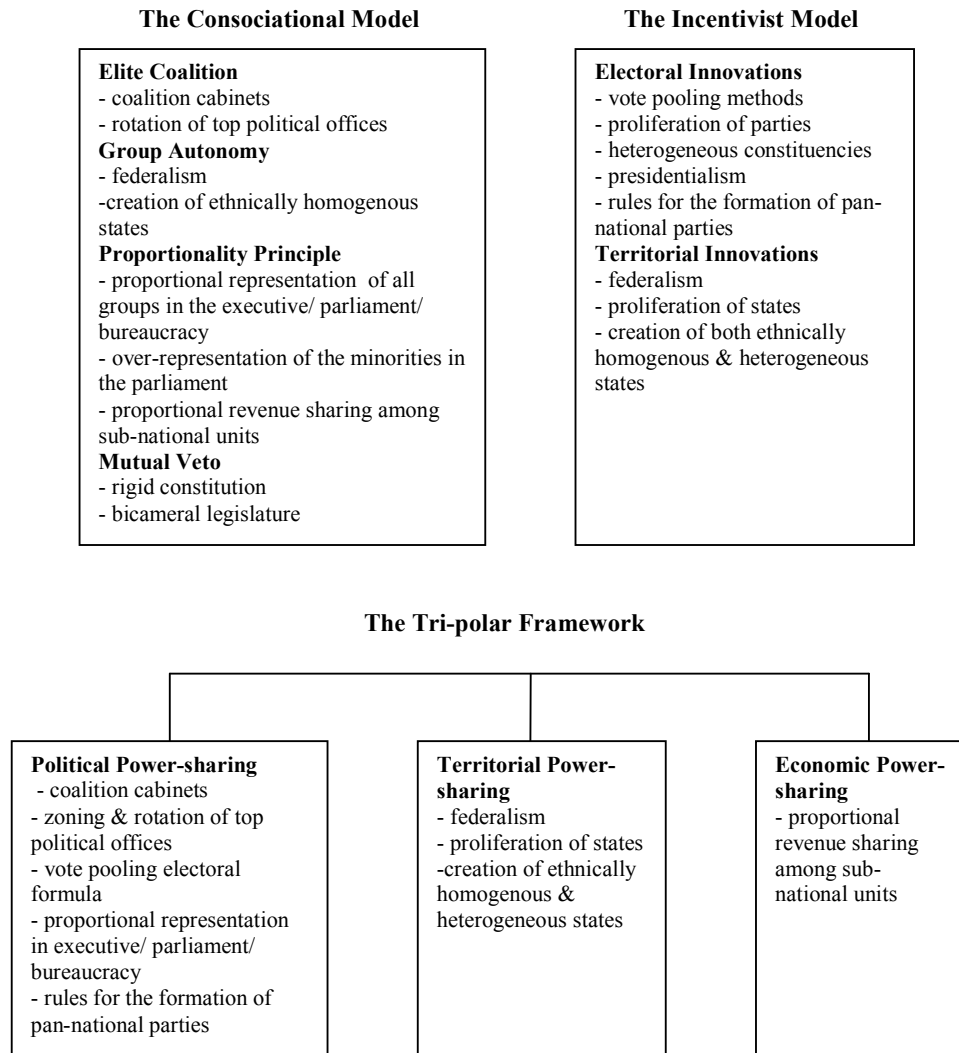 The Consociational Model
Elite Coalition
- coalition cabinets
- rotation of top political offices
Group Autonomy
- federalism
-creation of ethnically homogenous
states
Proportionality Principle
- proportional representation of all
groups in the executive/ parliament/
bureaucracy
- over-representation of the minorities in
the parliament
- proportional revenue sharing among
sub-national units
Mutual Veto
- rigid constitution
- bicameral legislature
The Incentivist Model
Electoral Innovations
- vote pooling methods
- proliferation of parties
- heterogeneous constituencies
- presidentialism
- rules for the formation of pan-
national parties
Territorial Innovations
- federalism
- proliferation of states
- creation of both ethnically
homogenous & heterogeneous
states
The Tri-polar Framework
Political Power-sharing
- coalition cabinets
- zoning & rotation of top
political offices
- vote pooling electoral
formula
- proportional representation
in executive/ parliament/
bureaucracy
- rules for the formation of
pan-national parties
Territorial Power-
sharing
- federalism
- proliferation of states
-creation of ethnically
homogenous &
heterogeneous states
Economic Power-
sharing
- proportional
revenue sharing
among sub-
national units